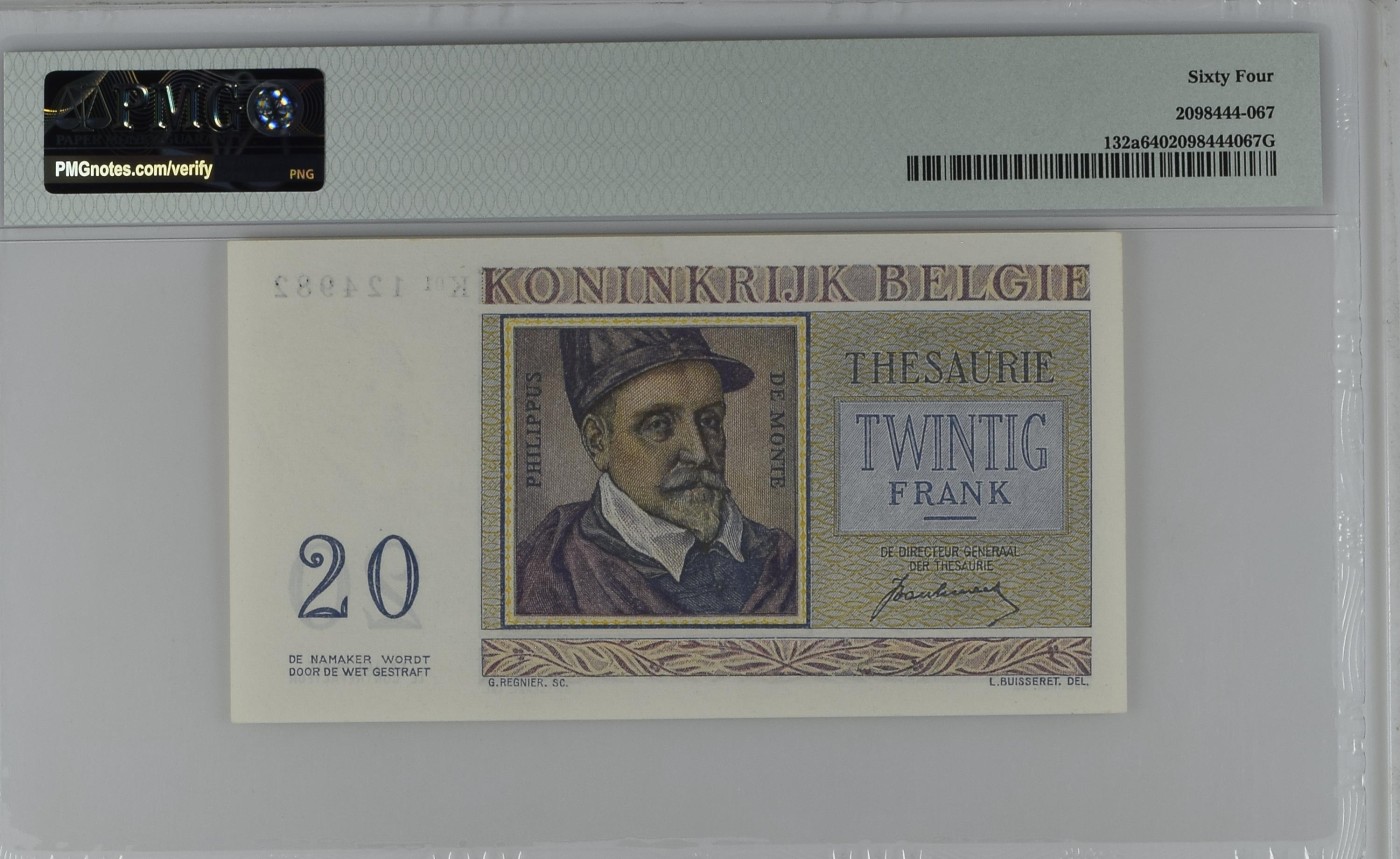 PMG
PMGnotes.com/verify
PNG
Sixty Four
2098444-067
132a6402098444067G
K01 124982
KONINKRIJK BELGIE
PHILIPPUS
DE MONTE
THESAURIE
TWINTIG
FRANK
DE DIRECTEUR GENERAAL
DER THESAURIE
20
DE NAMAKER WORDT
DOOR DE WET GESTRAFT
G. REGNIER. SC.
L. BUISSERET. DEL.